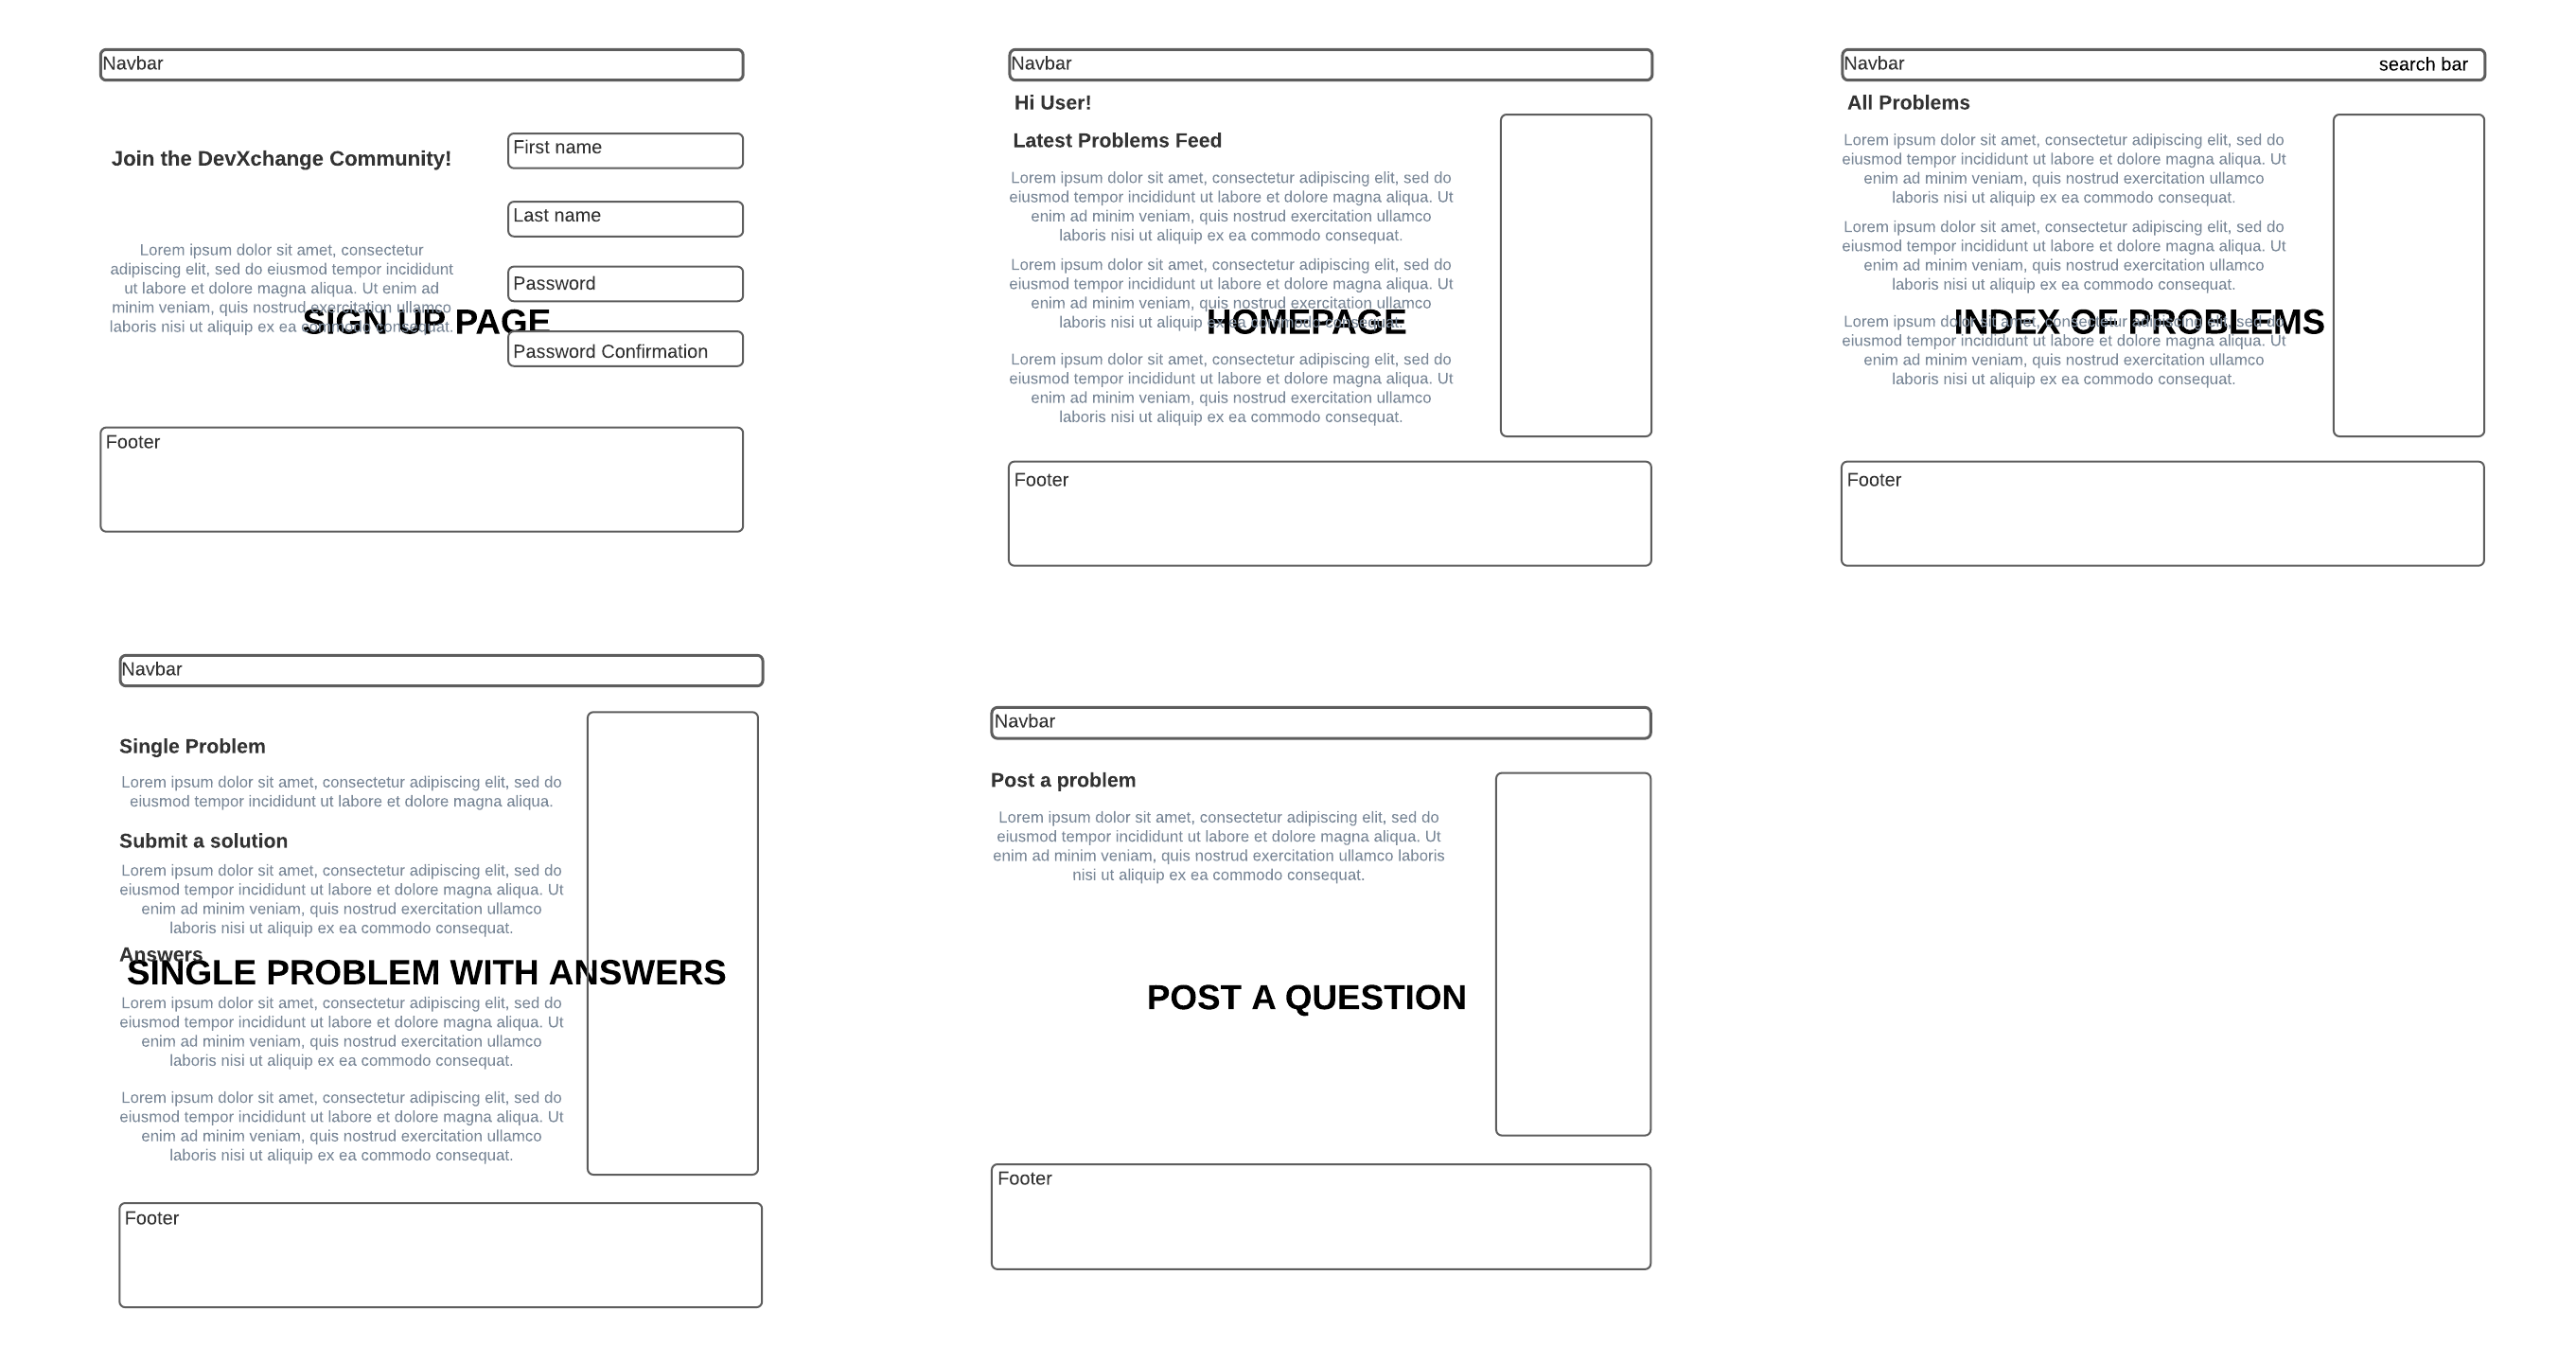 Navbar
Join the DevXchange Community!
Lorem ipsum dolor sit amet, consectetur
adipiscing elit, sed do eiusmod tempor incididunt
ut labore et dolore magna aliqua. Ut enim ad
minim veniam, quis nostrud exercitation ullamco
laboris nisi ut aliquip ex ea commodo consequat.
First name
Last name
Password
Password Confirmation
SIGN UP PAGE
Footer
Navbar
Hi User!
Latest Problems Feed
Lorem ipsum dolor sit amet, consectetur adipiscing elit, sed do
eiusmod tempor incididunt ut labore et dolore magna aliqua. Ut
enim ad minim veniam, quis nostrud exercitation ullamco
laboris nisi ut aliquip ex ea commodo consequat.
Lorem ipsum dolor sit amet, consectetur adipiscing elit, sed do
eiusmod tempor incididunt ut labore et dolore magna aliqua. Ut
enim ad minim veniam, quis nostrud exercitation ullamco
laboris nisi ut aliquip ex ea commodo consequat.
HOMEPAGE
Lorem ipsum dolor sit amet, consectetur adipiscing elit, sed do
eiusmod tempor incididunt ut labore et dolore magna aliqua. Ut
enim ad minim veniam, quis nostrud exercitation ullamco
laboris nisi ut aliquip ex ea commodo consequat.
Footer
Navbar
search bar
All Problems
Lorem ipsum dolor sit amet, consectetur adipiscing elit, sed do
eiusmod tempor incididunt ut labore et dolore magna aliqua. Ut
enim ad minim veniam, quis nostrud exercitation ullamco
laboris nisi ut aliquip ex ea commodo consequat.
Lorem ipsum dolor sit amet, consectetur adipiscing elit, sed do
eiusmod tempor incididunt ut labore et dolore magna aliqua. Ut
enim ad minim veniam, quis nostrud exercitation ullamco
laboris nisi ut aliquip ex ea commodo consequat.
INDEX OF PROBLEMS
Lorem ipsum dolor sit amet, consectetur adipiscing elit, sed do
eiusmod tempor incididunt ut labore et dolore magna aliqua. Ut
enim ad minim veniam, quis nostrud exercitation ullamco
laboris nisi ut aliquip ex ea commodo consequat.
Footer
Navbar
Single Problem
Lorem ipsum dolor sit amet, consectetur adipiscing elit, sed do
eiusmod tempor incididunt ut labore et dolore magna aliqua.
Submit a solution
Lorem ipsum dolor sit amet, consectetur adipiscing elit, sed do
eiusmod tempor incididunt ut labore et dolore magna aliqua. Ut
enim ad minim veniam, quis nostrud exercitation ullamco
laboris nisi ut aliquip ex ea commodo consequat.
Answers
SINGLE PROBLEM WITH ANSWERS
Lorem ipsum dolor sit amet, consectetur adipiscing elit, sed do
eiusmod tempor incididunt ut labore et dolore magna aliqua. Ut
enim ad minim veniam, quis nostrud exercitation ullamco
laboris nisi ut aliquip ex ea commodo consequat.
Lorem ipsum dolor sit amet, consectetur adipiscing elit, sed do
eiusmod tempor incididunt ut labore et dolore magna aliqua. Ut
enim ad minim veniam, quis nostrud exercitation ullamco
laboris nisi ut aliquip ex ea commodo consequat.
Footer
Navbar
Post a problem
Lorem ipsum dolor sit amet, consectetur adipiscing elit, sed do
eiusmod tempor incididunt ut labore et dolore magna aliqua. Ut
enim ad minim veniam, quis nostrud exercitation ullamco laboris
nisi ut aliquip ex ea commodo consequat.
POST A QUESTION
Footer